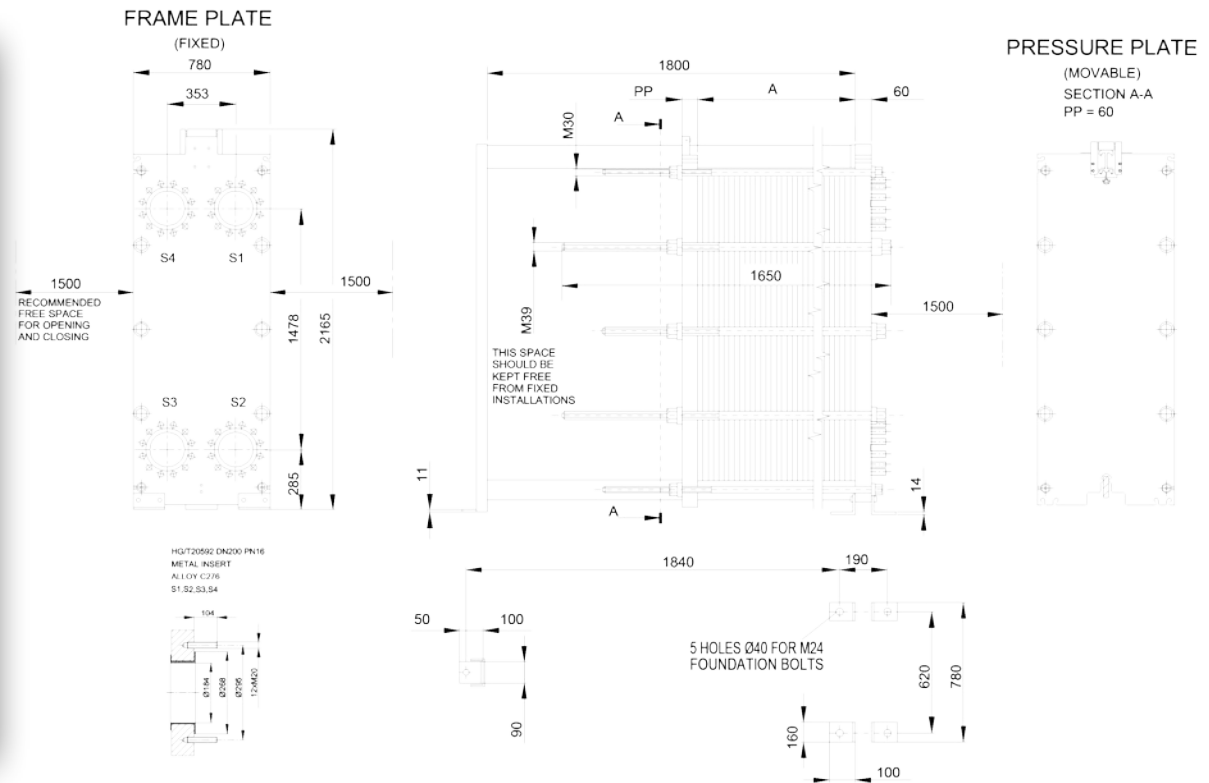 FRAME PLATE
(FIXED)
780
353
S4
S1
1500
RECOMMENDED
FREE SPACE
FOR OPENING
AND CLOSING
1500
1478
2165
S3
S2
285
1800
PP
A
60
A
M30
1650
M39
1500
THIS SPACE
SHOULD BE
KEPT FREE
FROM FIXED
INSTALLATIONS
11
14
A
PRESSURE PLATE
(MOVABLE)
SECTION A-A
PP = 60
HG/T20592 DN200 PN16
METAL INSERT
ALLOY C276
S1,S2,S3,S4
104
Ø268
Ø295
12xM20
1840
190
50
100
90
5 HOLES Ø40 FOR M24
FOUNDATION BOLTS
620
780
160
100